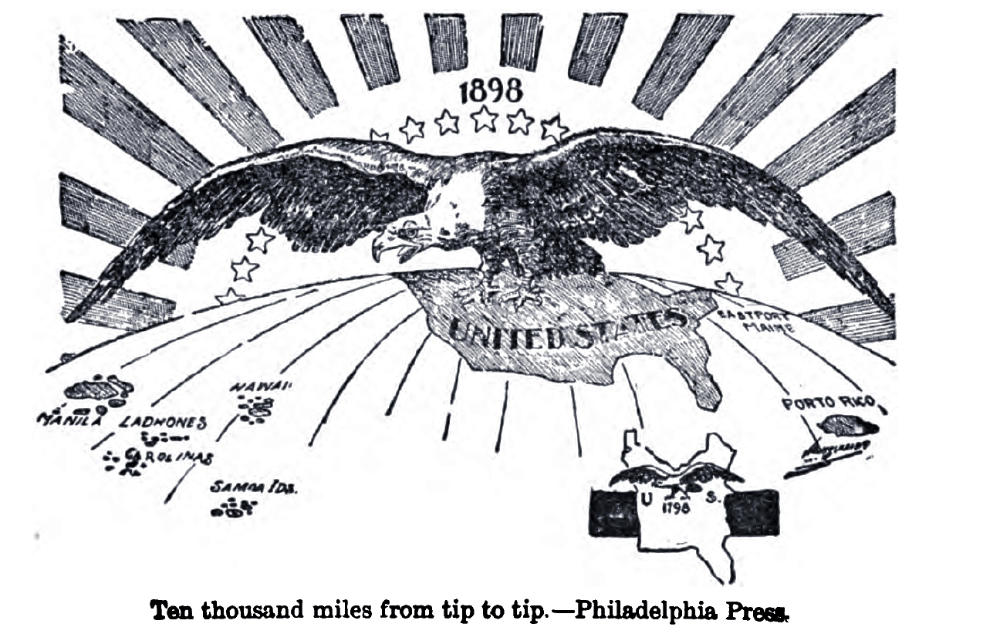 1898
UNITED STATES
EASTPORT
MAINE
HAWAII
PORTO RICO
MANILA
LADRONES
CAROLINAS
SAMOA IDS.
U S.
1798
Ten thousand miles from tip to tip.—Philadelphia Press.